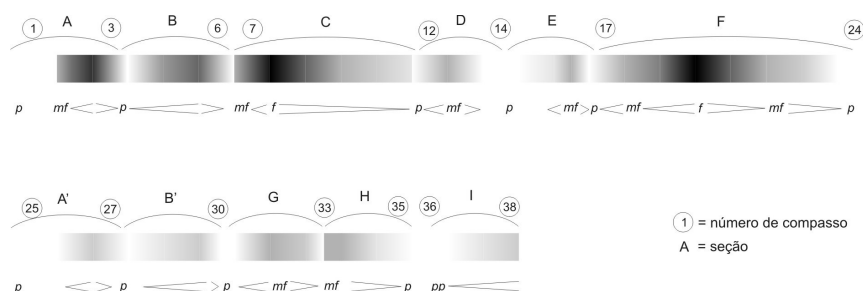 1 A 3 B 6 7 C 12 D 14 E 17 F 24
p mf p mf f p mf p mf p mf f mf p
25 A' 27 B' 30 G 33 H 35 36 I 38
1 = número de compasso
A = seção
p p p mf mf p pp